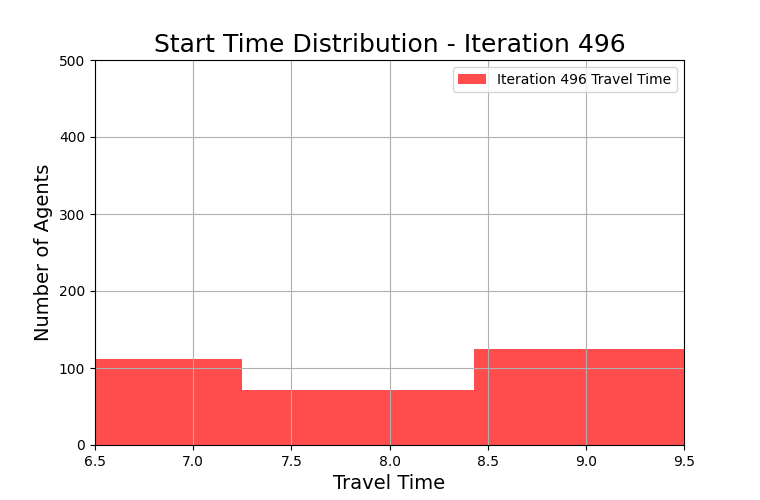 Start Time Distribution - Iteration 496
Iteration 496 Travel Time
Number of Agents
500
400
300
200
100
0
6.5 7.0 7.5 8.0 8.5 9.0 9.5
Travel Time